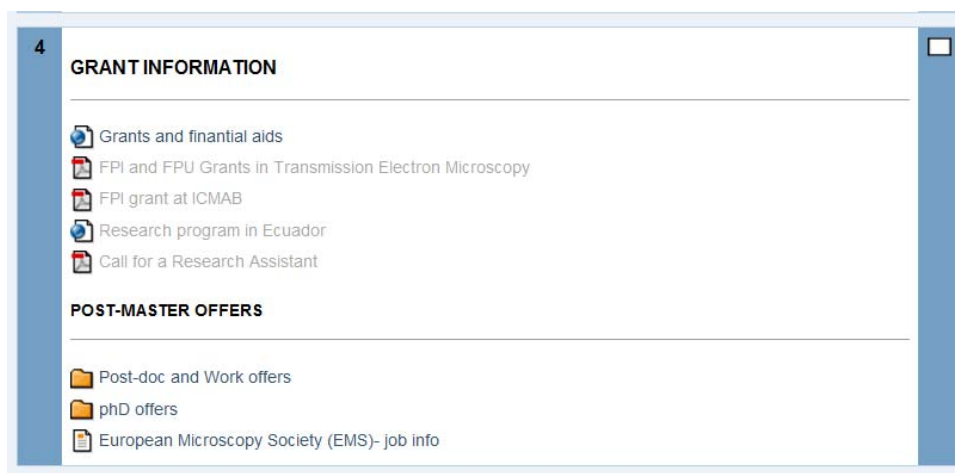 4
GRANT INFORMATION
Grants and finantial aids
FPI and FPU Grants in Transmission Electron Microscopy
FPI grant at ICMAB
Research program in Ecuador
Call for a Research Assistant
POST-MASTER OFFERS
Post-doc and Work offers
phD offers
European Microscopy Society (EMS)- job info